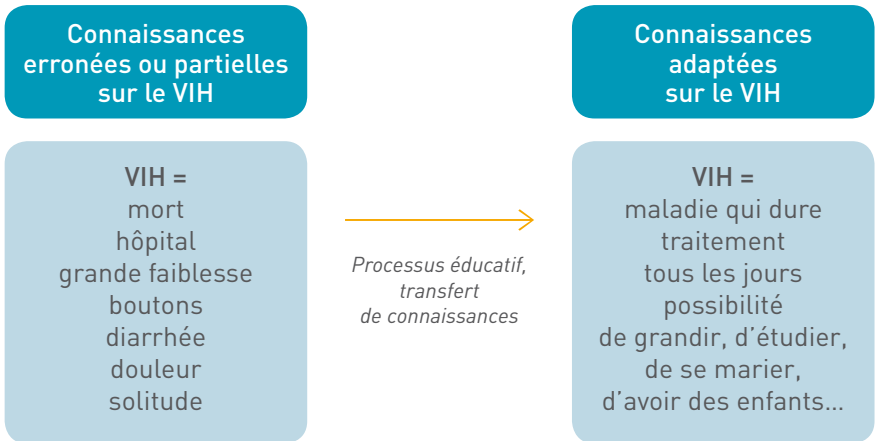 Connaissances
erronées ou partielles
sur le VIH
VIH =
mort
hôpital
grande faiblesse
boutons
diarrhée
douleur
solitude
Processus éducatif,
transfert
de connaissances
Connaissances
adaptées
sur le VIH
VIH =
maladie qui dure
traitement
tous les jours
possibilité
de grandir, d’étudier,
de se marier,
d’avoir des enfants...